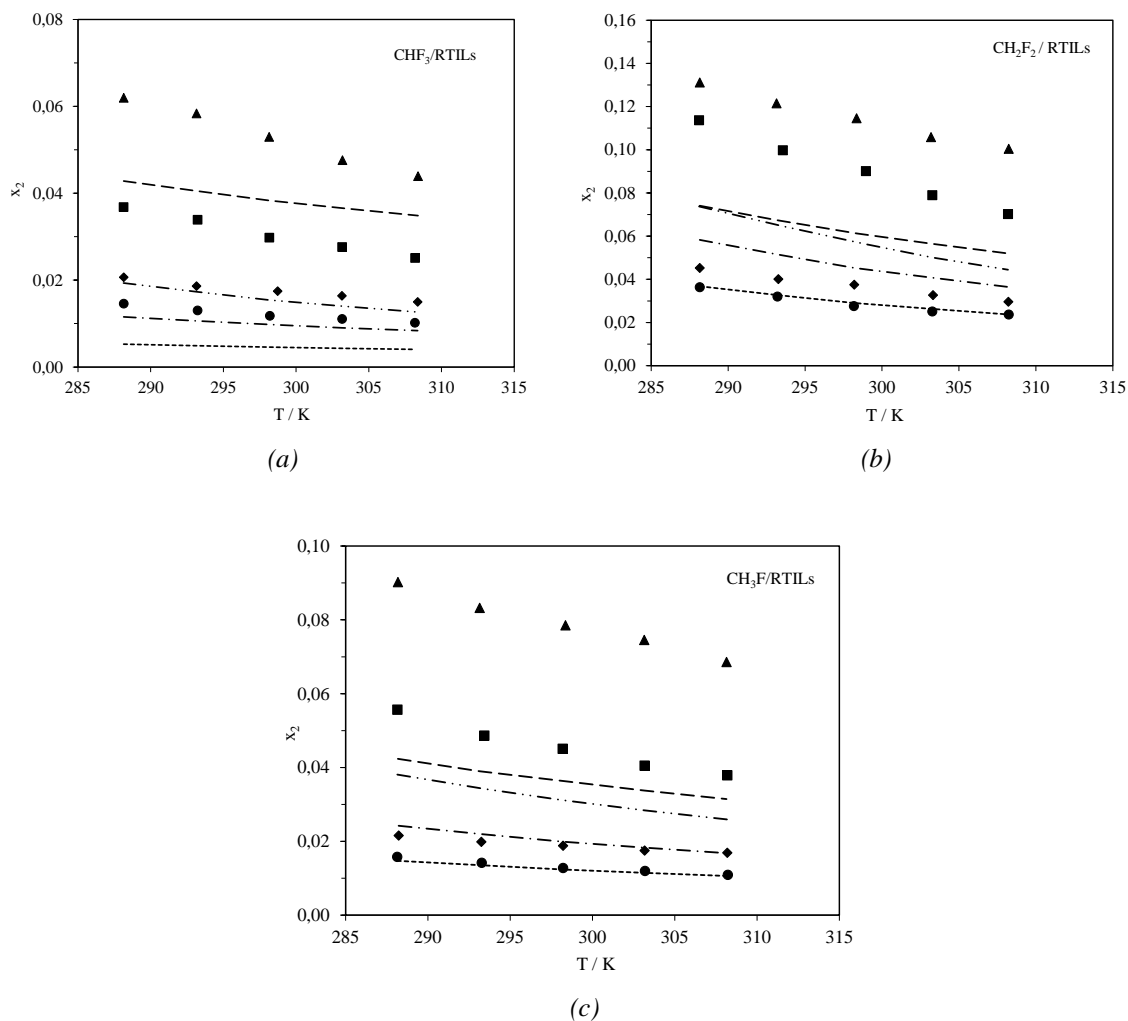 0,08
CHF3/RTILs
0,06
x2
0,04
0,02
0,00
285 290 295 300 305 310 315
T / K
(a)
0,16
CH2F2 / RTILs
0,14
0,12
0,10
x2
0,08
0,06
0,04
0,02
0,00
285 290 295 300 305 310 315
T / K
(b)
0,10
CH3F/RTILs
0,08
0,06
x2
0,04
0,02
0,00
285 290 295 300 305 310 315
T / K
(c)